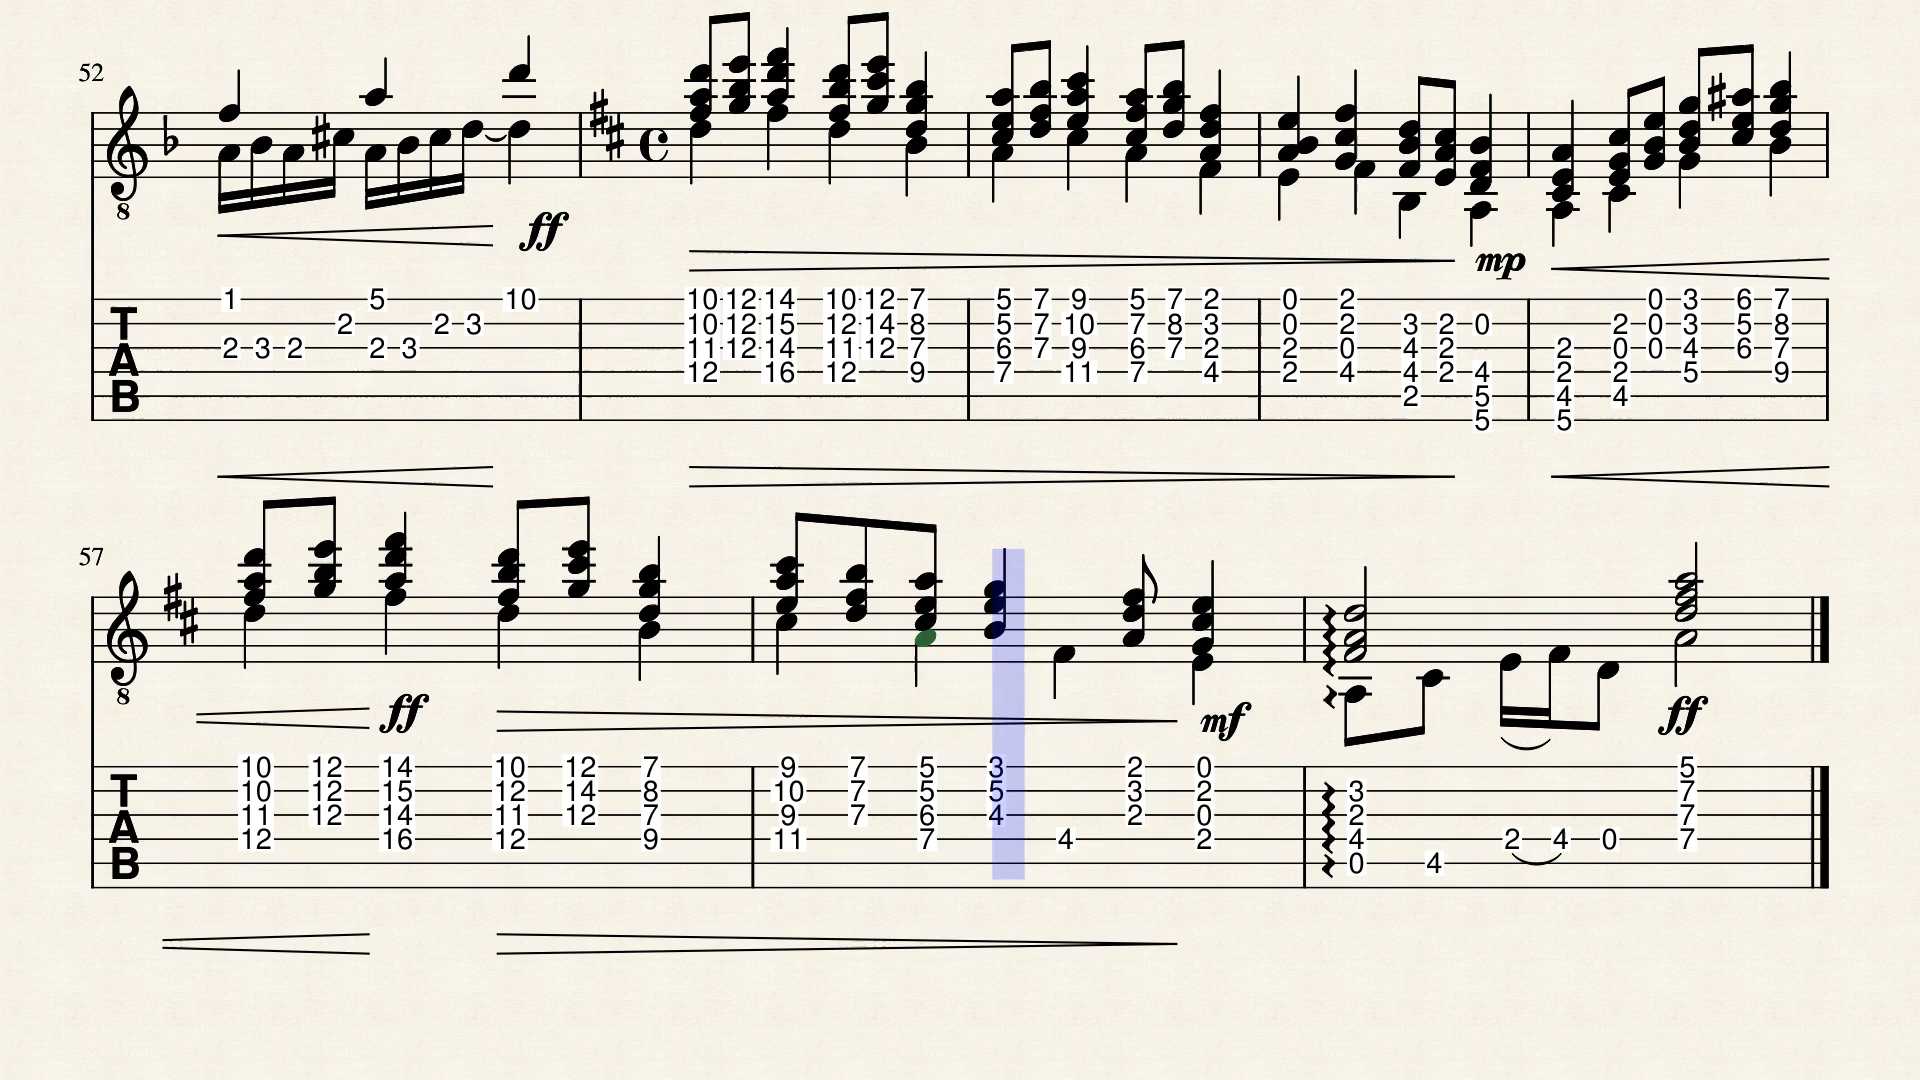 52
8
ff
mp
1 5 10 10 12 14 10 12 7 5 7 9 5 7 2 0 2 0 3 6 7
T 2 2 3 10 12 15 12 14 8 5 7 10 7 8 3 0 2 3 2 0 2 0 3 5 8
A 2 3 2 2 3 11 12 14 11 12 7 6 7 9 6 7 2 2 0 4 2 2 0 0 4 6 7
12 16 12 9 7 11 7 4 2 4 4 2 4 2 2 5 9
B 2 5 4 4
5 5
57
8
ff
mf
ff
10 12 14 10 12 7 9 7 5 3 2 0 5
T 10 12 15 12 14 8 10 7 5 5 3 2 3 7
A 11 12 14 11 12 7 9 7 6 4 2 0 2 7
12 16 12 9 11 7 4 2 4 2 4 0 7
B 0 4